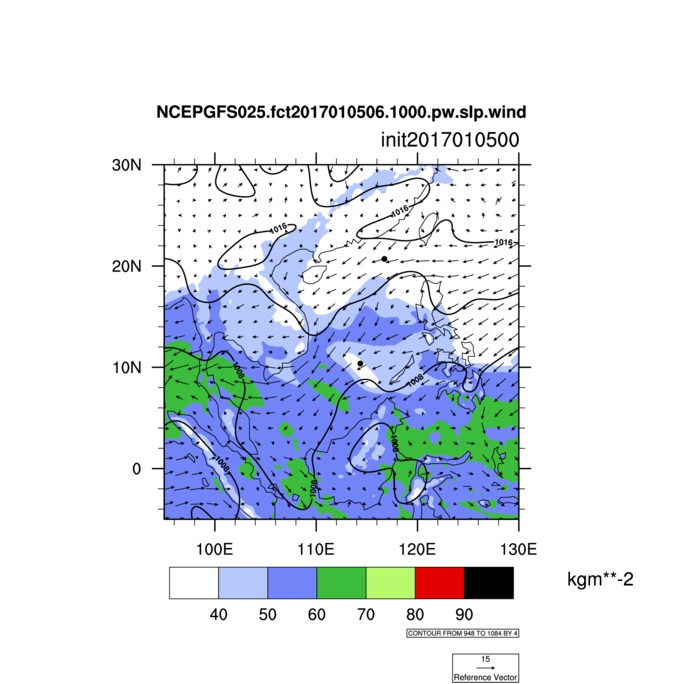 NCEPGFS025.fct2017010506.1000.pw.slp.wind
init2017010500
30N
1016
1016
1016
20N
10N
1008
1008
1008
1008
0
1008
100E 110E 120E 130E
kgm**-2
40 50 60 70 80 90
CONTOUR FROM 948 TO 1084 BY 4
15
Reference Vector